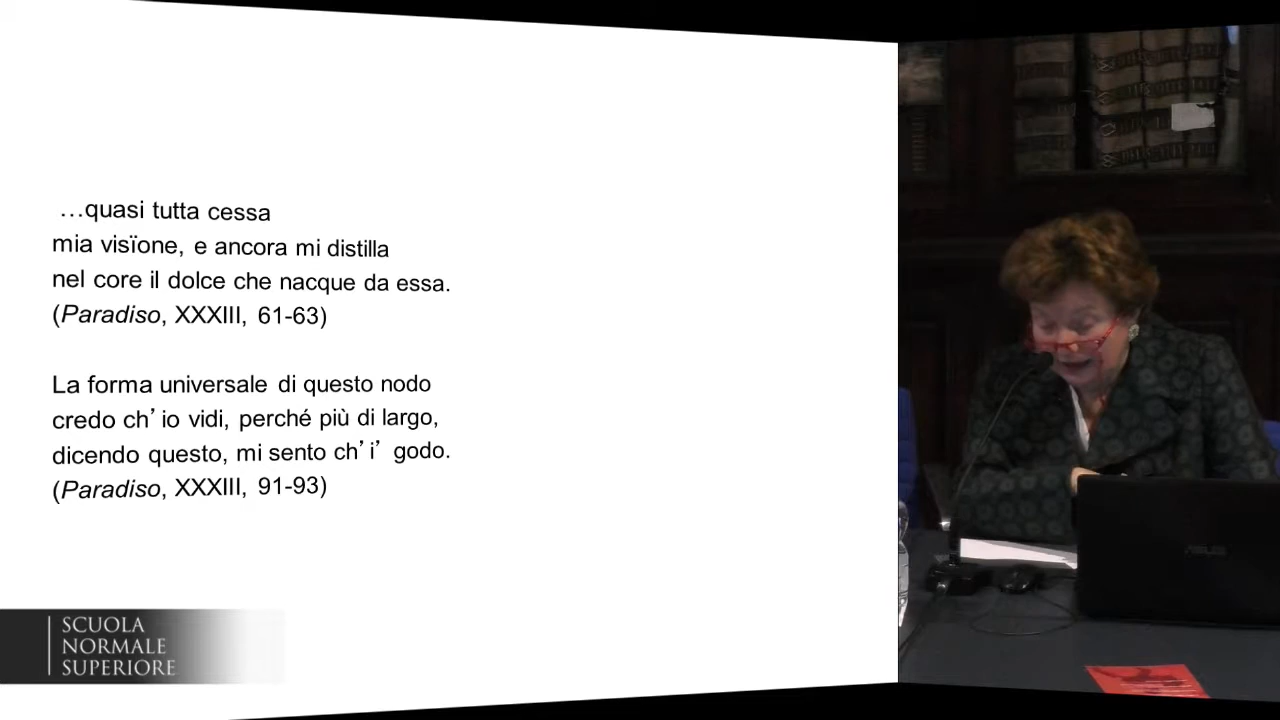 …quasi tutta cessa
mia visïone, e ancora mi distilla
nel core il dolce che nacque da essa.
(Paradiso, XXXIII, 61-63)
La forma universale di questo nodo
credo ch’io vidi, perché più di largo,
dicendo questo, mi sento ch’i’ godo.
(Paradiso, XXXIII, 91-93)
SCUOLA
NORMALE
SUPERIORE
ASUS